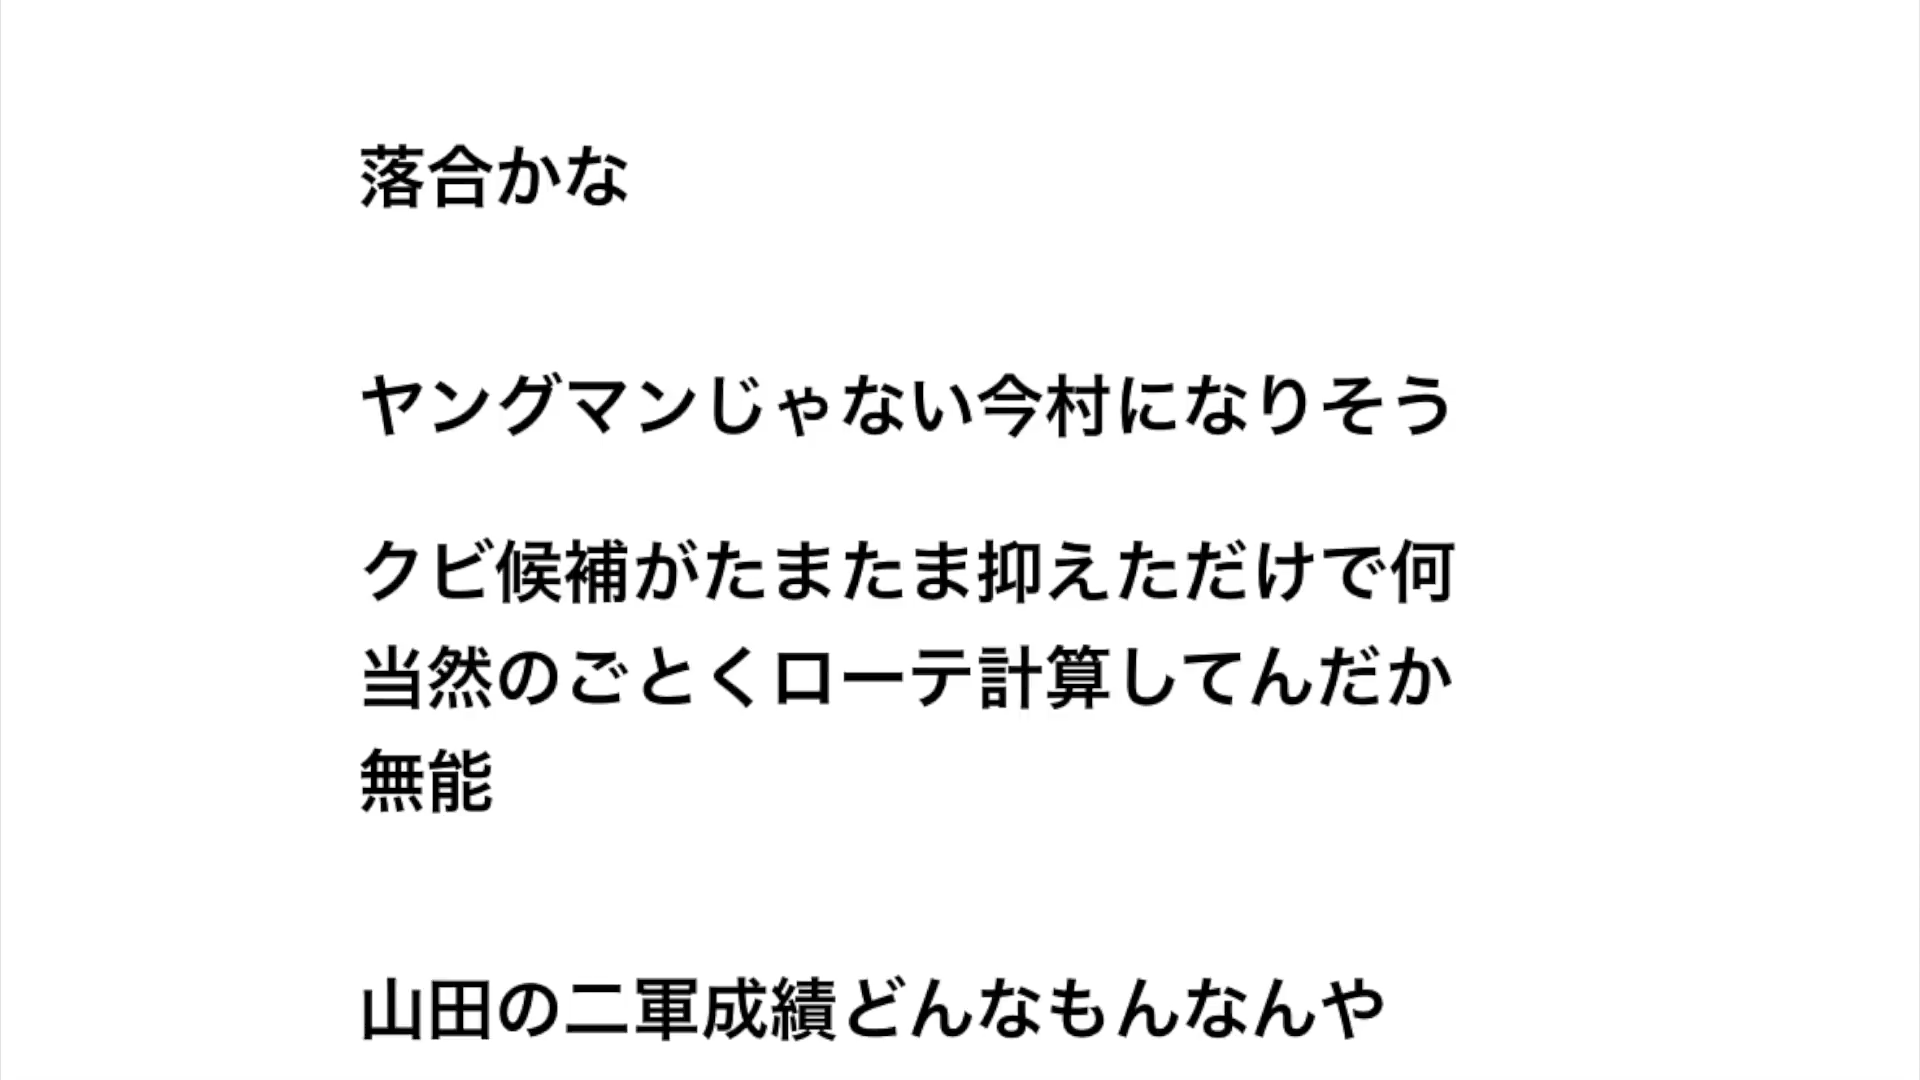 落合かな
ヤングマンじゃない今村になりそう
クビ候補がたまたま抑えただけで何
当然のごとくローテ計算してんだか
無能
山田の二軍成績どんなもんなんや